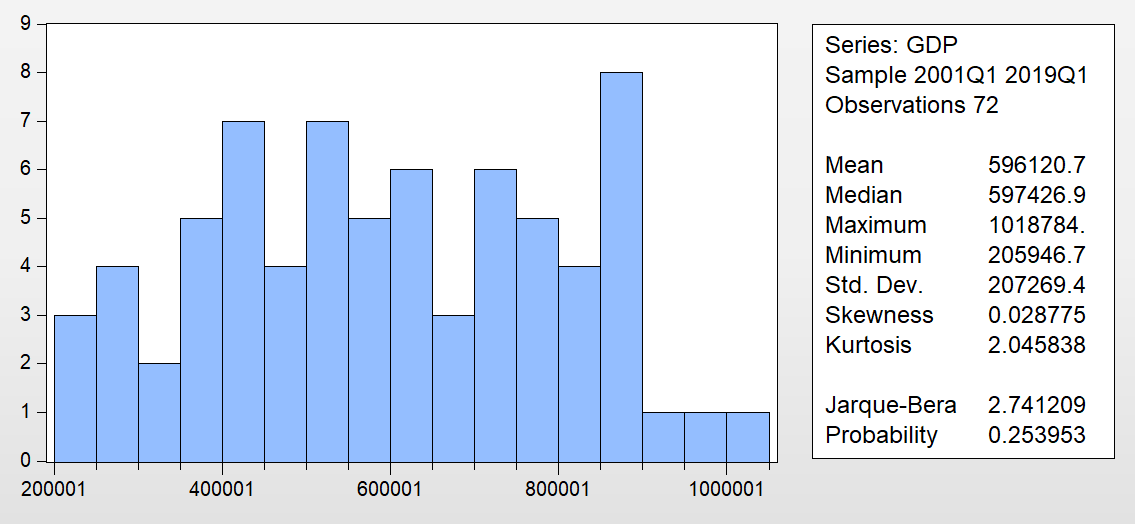 9
8
7
6
5
4
3
2
1
0
200001 400001 600001 800001 1000001
Series: GDP
Sample 2001Q1 2019Q1
Observations 72
Mean 596120.7
Median 597426.9
Maximum 1018784.
Minimum 205946.7
Std. Dev. 207269.4
Skewness 0.028775
Kurtosis 2.045838
Jarque-Bera 2.741209
Probability 0.253953